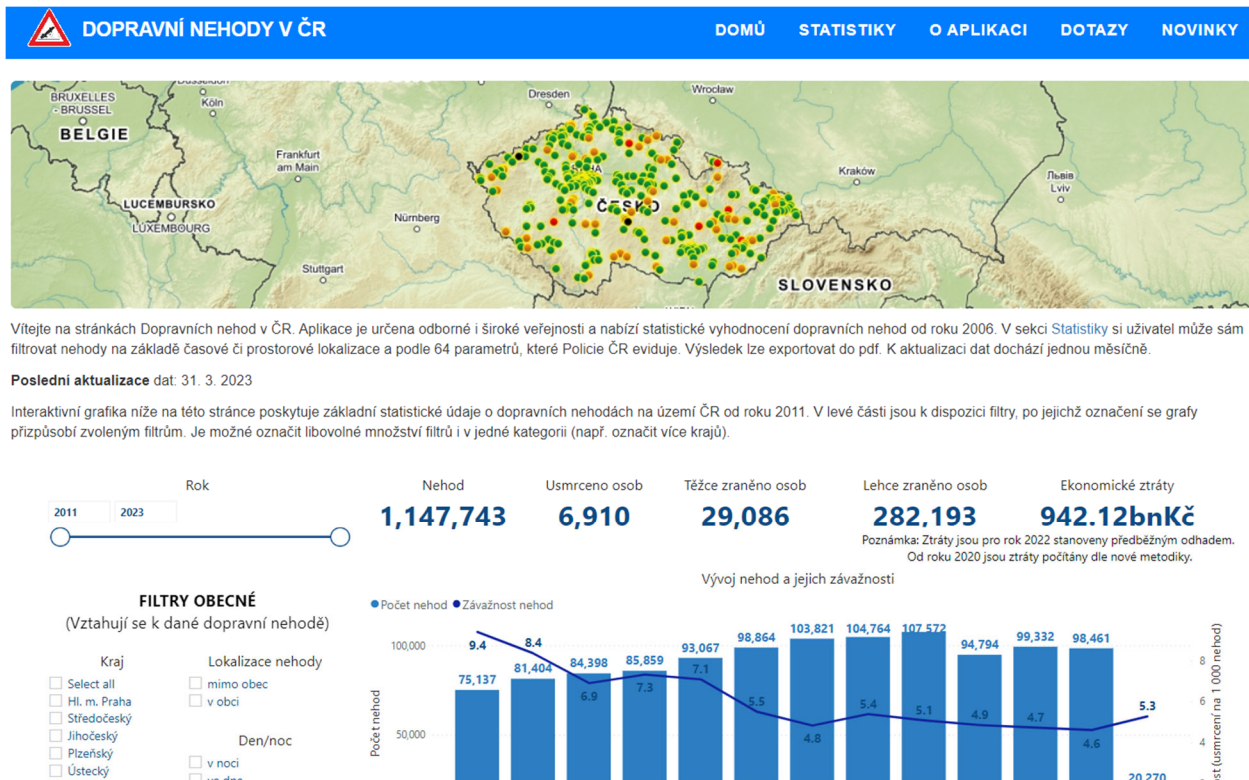 DOPRAVNÍ NEHODY V ČR
DOMŮ STATISTIKY O APLIKACI DOTAZY NOVINKY
BRUXELLES
- BRUSSEL
BELGIE
Köln
Dresden
Wrocław
Frankfurt
am Main
Kraków
Львів
Lviv
LUCEMBURSKO
LUXEMBOURG
Nürnberg
ČESKO
Stuttgart
SLOVENSKO
Vítejte na stránkách Dopravních nehod v ČR. Aplikace je určena odborné i široké veřejnosti a nabízí statistické vyhodnocení dopravních nehod od roku 2006. V sekci Statistiky si uživatel může sám
filtrovat nehody na základě časové či prostorové lokalizace a podle 64 parametrů, které Policie ČR eviduje. Výsledek lze exportovat do pdf. K aktualizaci dat dochází jednou měsíčně.
Poslední aktualizace dat: 31. 3. 2023
Interaktivní grafika níže na této stránce poskytuje základní statistické údaje o dopravních nehodách na území ČR od roku 2011. V levé části jsou k dispozici filtry, po jejichž označení se grafy
přizpůsobí zvoleným filtrům. Je možné označit libovolné množství filtrů i v jedné kategorii (např. označit více krajů).
Rok
2011 2023
Nehod
1,147,743
Usmrceno osob
6,910
Těžce zraněno osob
29,086
Lehce zraněno osob
282,193
Ekonomické ztráty
942.12bnKč
Poznámka: Ztráty jsou pro rok 2022 stanoveny předběžným odhadem.
Od roku 2020 jsou ztráty počítány dle nové metodiky.
FILTRY OBECNÉ
(Vztahují se k dané dopravní nehodě)
Kraj
Select all
Hl. m. Praha
Středočeský
Jihočeský
Plzeňský
Ústecký
Lokalizace nehody
mimo obec
v obci
Den/noc
v noci
ve dne
Vývoj nehod a jejich závažnosti
Počet nehod Závažnost nehod
100,000
50,000
Počet nehod
75,137 81,404 84,398 85,859 93,067 98,864 103,821 104,764 107,572 94,794 99,332 98,461 20,270
9.4 8.4 6.9 7.3 7.1 5.5 4.8 5.4 5.1 4.9 4.7 4.6 5.3
8
6
4
(usmrcení na 1 000 nehod)